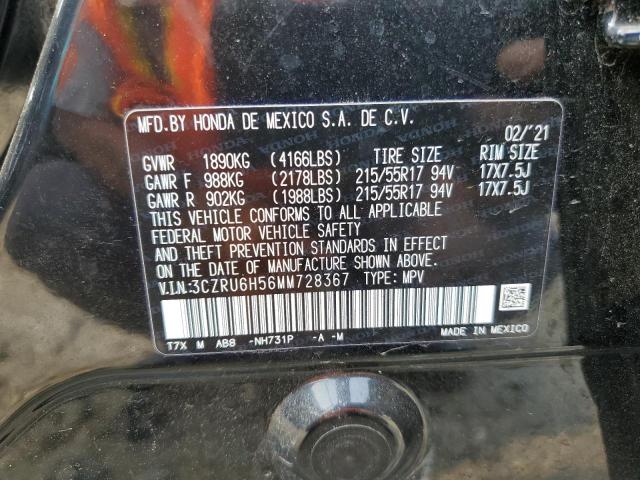 MFD.BY HONDA DE MEXICO S.A. DE C.V.
02/'21
GVWR 1890KG (4166LBS) TIRE SIZE RIM SIZE
GAWR F 988KG (2178LBS) 215/55R17 94V 17X7.5J
GAWR R 902KG (1988LBS) 215/55R17 94V 17X7.5J
THIS VEHICLE CONFORMS TO ALL APPLICABLE
FEDERAL MOTOR VEHICLE SAFETY
AND THEFT PREVENTION STANDARDS IN EFFECT
ON THE DATE OF MANUFACTURE SHOWN ABOVE.
V.I.N.:3CZRU6H56MM728367 TYPE: MPV
T7X M AB8 -NH731P -A -M MADE IN MEXICO